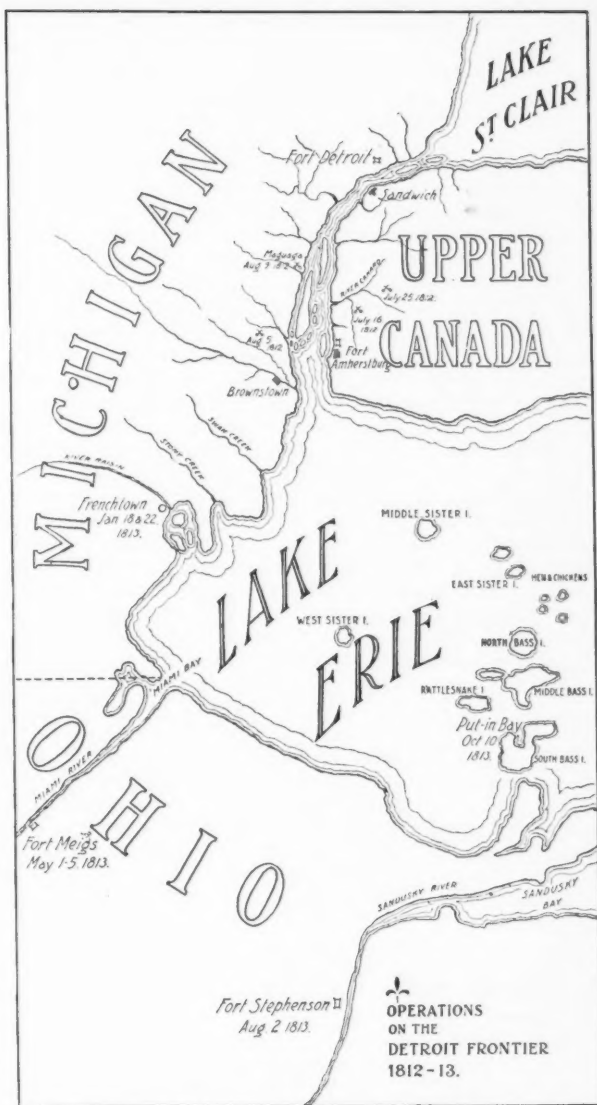 LAKE
ST CLAIR
Fort Detroit
Sandwich
MICHIGAN
UPPER
CANADA
Maguaga
Aug 9 1812
RIVER CANARD
July 25 1812.
July 16
1812
Aug 5
1812
Fort
Amherstburg
Brownstown
SWAN CREEK
STONY CREEK
RIVER RAISIN
Frenchtown
Jan 18 & 22
1813.
MIDDLE SISTER I.
EAST SISTER I.
HEN & CHICKENS
LAKE
ERIE
WEST SISTER I.
NORTH BASS I.
RATTLESNAKE I
MIDDLE BASS I.
Put-in Bay
Oct 10
1813.
SOUTH BASS I.
MIAMI BAY
OHIO
MIAMI RIVER
Fort Meigs
May 1-5. 1813.
SANDUSKY RIVER
SANDUSKY
BAY
Fort Stephenson
Aug. 2 1813.
OPERATIONS
ON THE
DETROIT FRONTIER
1812-13.